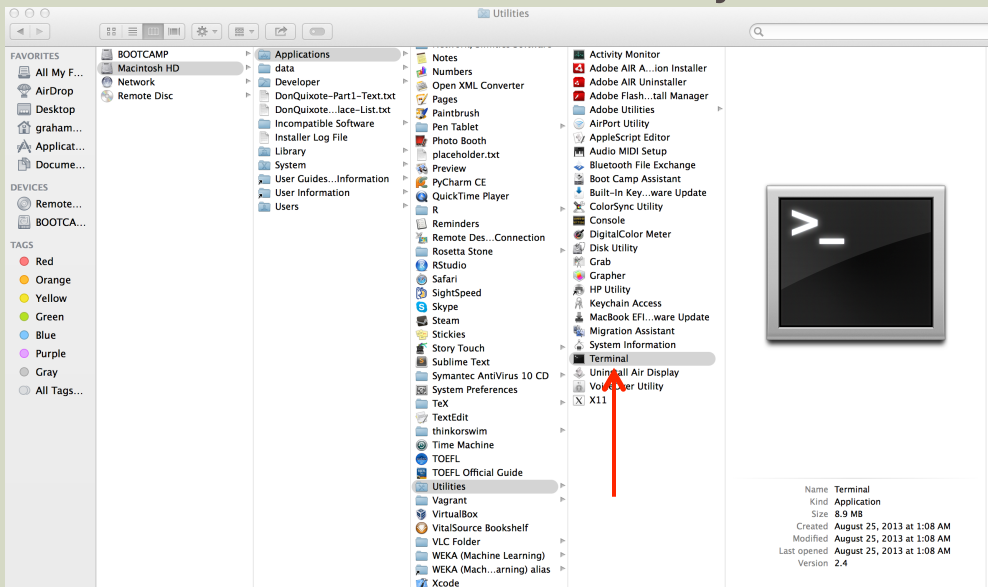 Utilities
FAVORITES
All My F...
AirDrop
Desktop
graham...
Applicat...
Docume...
DEVICES
Remote...
BOOTCA...
TAGS
Red
Orange
Yellow
Green
Blue
Purple
Gray
All Tags...
BOOTCAMP
Macintosh HD
Network
Remote Disc
Applications
data
Developer
DonQuixote-Part1-Text.txt
DonQuixote...lace-List.txt
Incompatible Software
Installer Log File
Library
System
User Guides...Information
User Information
Users
Notes
Numbers
Open XML Converter
Pages
Paintbrush
Pen Tablet
Photo Booth
placeholder.txt
Preview
PyCharm CE
QuickTime Player
R
Reminders
Remote Des...Connection
Rosetta Stone
RStudio
Safari
SightSpeed
Skype
Steam
Stickies
Story Touch
Sublime Text
Symantec AntiVirus 10 CD
System Preferences
TeX
TextEdit
thinkorswim
Time Machine
TOEFL
TOEFL Official Guide
Utilities
Vagrant
VirtualBox
VitalSource Bookshelf
VLC Folder
WEKA (Machine Learning)
WEKA (Mach...arning) alias
Xcode
Activity Monitor
Adobe AIR A...ion Installer
Adobe AIR Uninstaller
Adobe Flash...tall Manager
Adobe Utilities
AirPort Utility
AppleScript Editor
Audio MIDI Setup
Bluetooth File Exchange
Boot Camp Assistant
Built-In Key...ware Update
ColorSync Utility
Console
DigitalColor Meter
Disk Utility
Grab
Grapher
HP Utility
Keychain Access
MacBook EFI...ware Update
Migration Assistant
System Information
Terminal
Uninstall Air Display
Utility
X11
>_
Name Terminal
Kind Application
Size 8.9 MB
Created August 25, 2013 at 1:08 AM
Modified August 25, 2013 at 1:08 AM
Last opened August 25, 2013 at 1:08 AM
Version 2.4